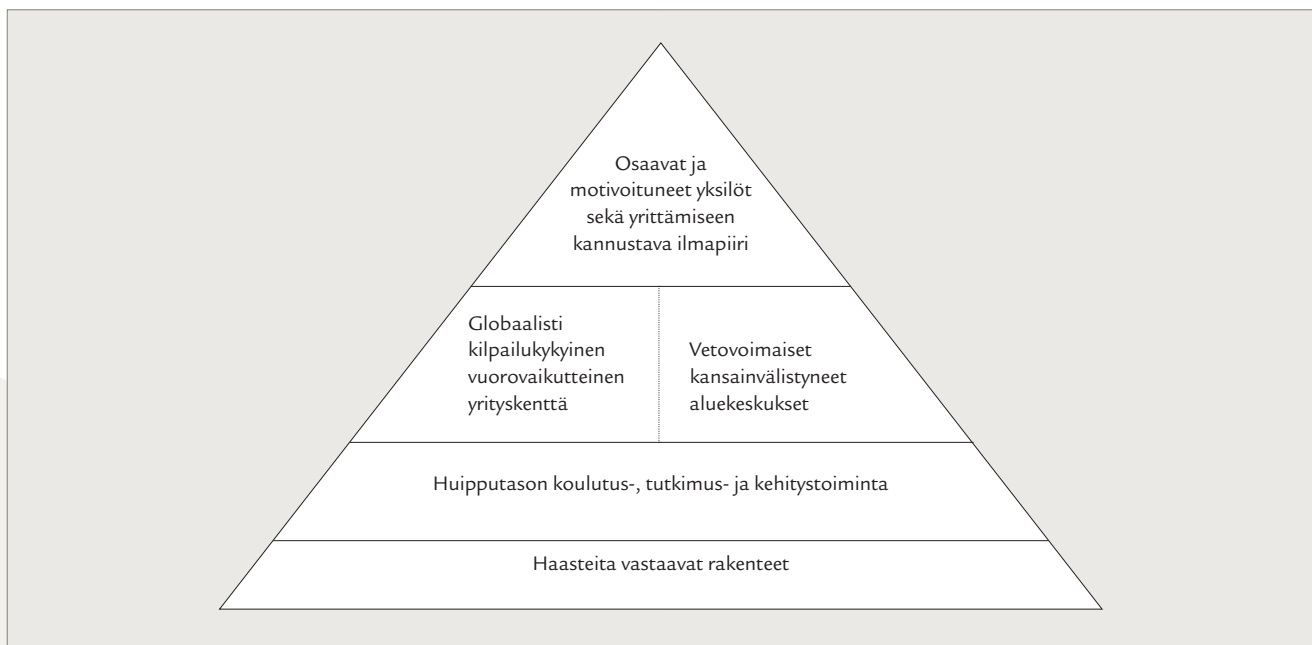 Osaavat ja
motivoituneet yksilöt
sekä yrittämiseen
kannustava ilmapiiri
Globaalisti
kilpailukykyinen
vuorovaikutteinen
yrityskenttä
Vetovoimaiset
kansainvälistyneet
aluekeskukset
Huipputason koulutus-, tutkimus- ja kehitystoiminta
Haasteita vastaavat rakenteet